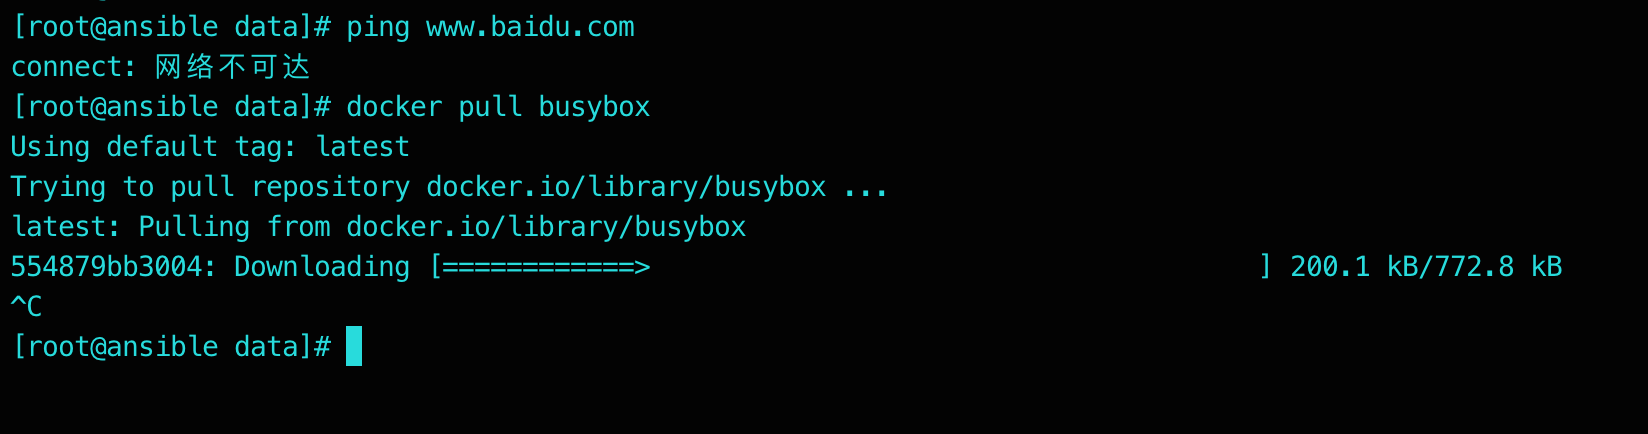 [root@ansible data]# ping www.baidu.com
connect: 网络不可达
[root@ansible data]# docker pull busybox
Using default tag: latest
Trying to pull repository docker.io/library/busybox ...
latest: Pulling from docker.io/library/busybox
554879bb3004: Downloading [============>                                      ] 200.1 kB/772.8 kB
^C
[root@ansible data]#